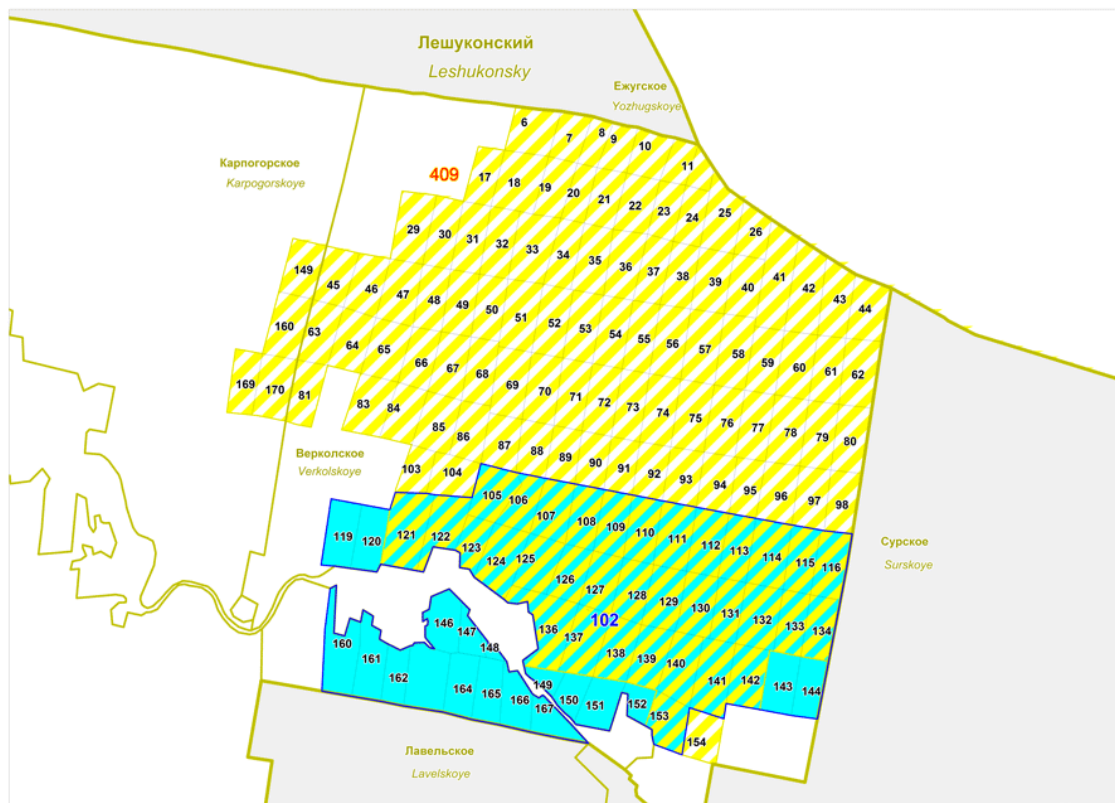 Лешуконский
Leshukonsky
Ежугское
Yozhugskoye
6 7 8 9 10 11
Карпогорское
Karpogorskoye
409
17 18 19 20 21 22 23 24 25 26
29 30 31 32 33 34 35 36 37 38 39 40 41 42 43 44
149 45 46 47 48 49 50 51 52 53 54 55 56 57 58 59 60 61 62
160 63 64 65 66 67 68 69 70 71 72 73 74 75 76 77 78 79 80
169 170 81 83 84 85 86 87 88 89 90 91 92 93 94 95 96 97 98
Верколское
Verkolskoye
103 104 105 106 107 108 109 110 111 112 113 114 115 116
Сурское
Surskoye
119 120 121 122 123 124 125 126 127 128 129 130 131 132 133 134
102
136 137 138 139 140 141 142 143 144
146 147 148 149 150 151 152 153 154
160 161 162 164 165 166 167
Лавельское
Lavelskoye